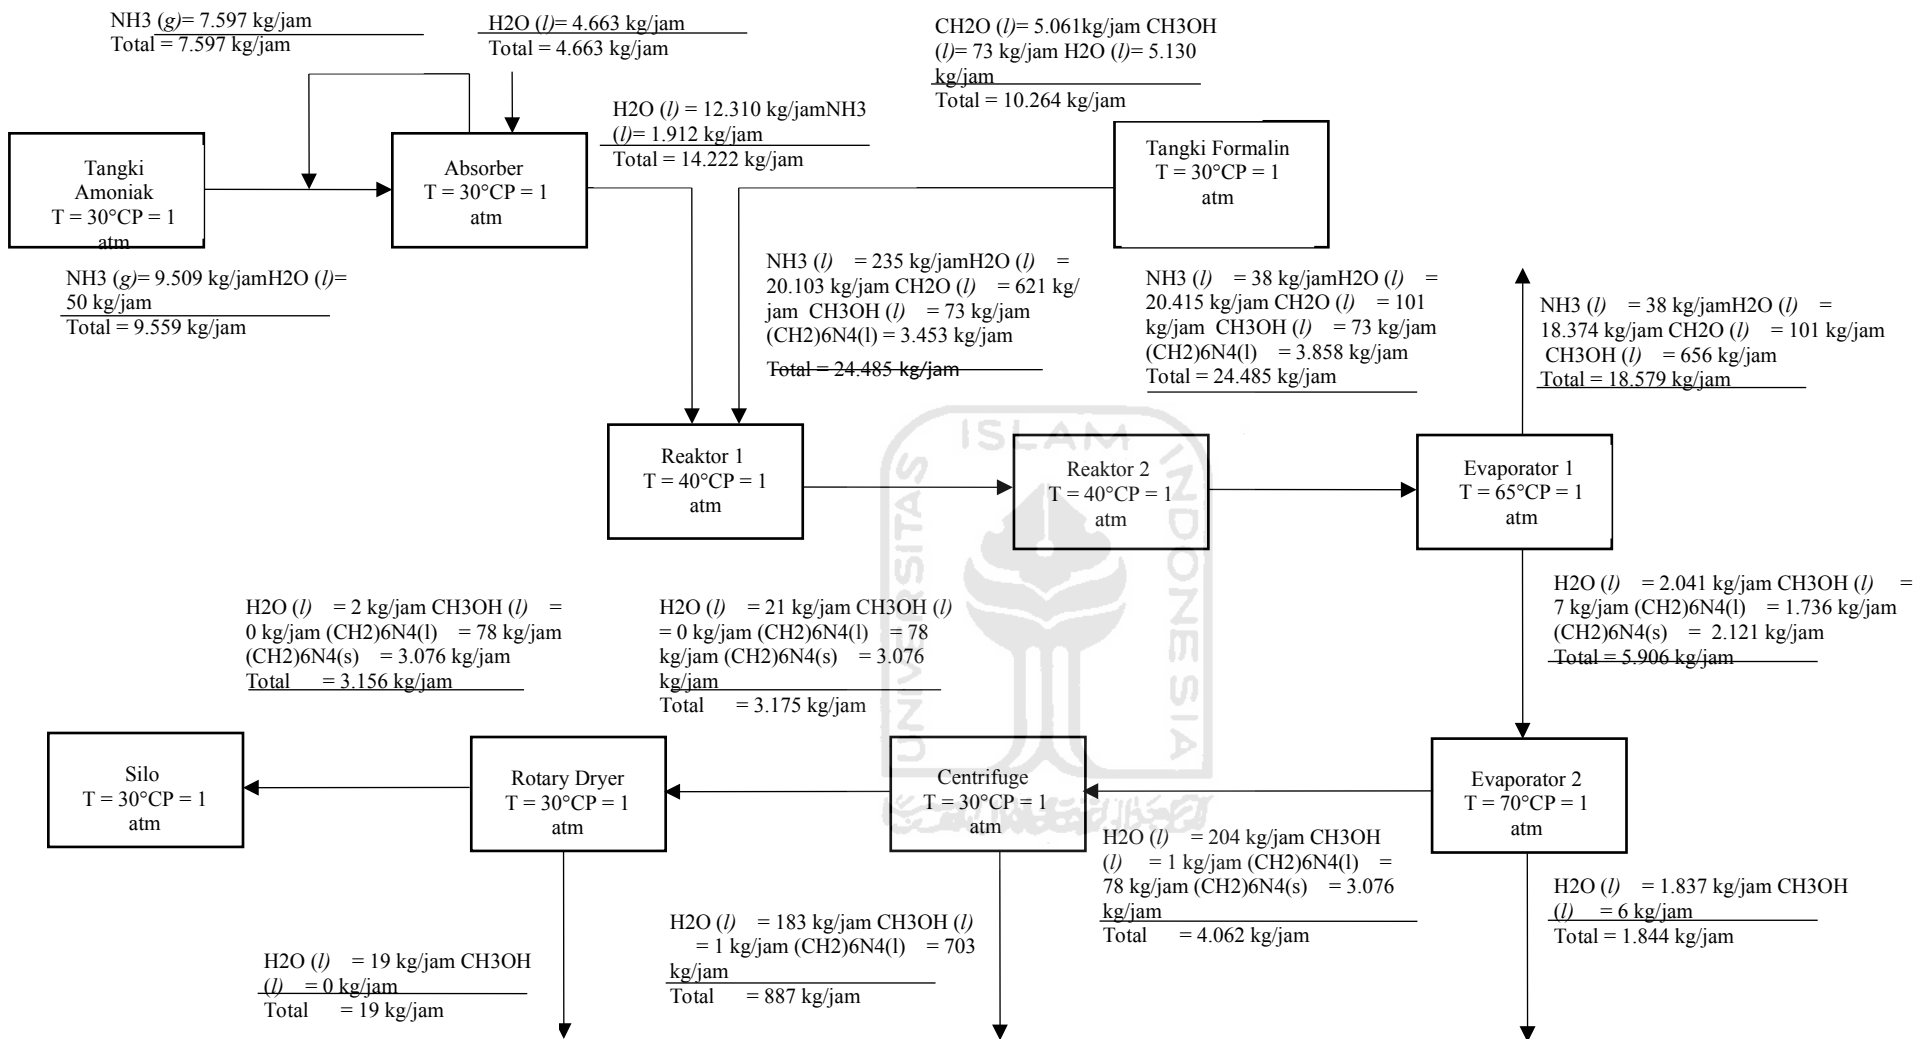 NH3 (g)= 7.597 kg/jam
Total = 7.597 kg/jam
H2O (l)= 4.663 kg/jam
Total = 4.663 kg/jam
CH2O (l)= 5.061kg/jam CH3OH
(l)= 73 kg/jam H2O (l)= 5.130
kg/jam
Total = 10.264 kg/jam
H2O (l) = 12.310 kg/jamNH3
(l)= 1.912 kg/jam
Total = 14.222 kg/jam
Tangki
Amoniak
T = 30°CP = 1
atm
Absorber
T = 30°CP = 1
atm
Tangki Formalin
T = 30°CP = 1
atm
NH3 (g)= 9.509 kg/jamH2O (l)=
50 kg/jam
Total = 9.559 kg/jam
NH3 (l) = 235 kg/jamH2O (l) =
20.103 kg/jam CH2O (l) = 621 kg/
jam CH3OH (l) = 73 kg/jam
(CH2)6N4(l) = 3.453 kg/jam
Total = 24.485 kg/jam
NH3 (l) = 38 kg/jamH2O (l) =
20.415 kg/jam CH2O (l) = 101
kg/jam CH3OH (l) = 73 kg/jam
(CH2)6N4(l) = 3.858 kg/jam
Total = 24.485 kg/jam
NH3 (l) = 38 kg/jamH2O (l) =
18.374 kg/jam CH2O (l) = 101 kg/jam
CH3OH (l) = 656 kg/jam
Total = 18.579 kg/jam
Reaktor 1
T = 40°CP = 1
atm
Reaktor 2
T = 40°CP = 1
atm
Evaporator 1
T = 65°CP = 1
atm
UNIVERSITAS
ISLAM
INDONESIA
H2O (l) = 2 kg/jam CH3OH (l) =
0 kg/jam (CH2)6N4(l) = 78 kg/jam
(CH2)6N4(s) = 3.076 kg/jam
Total = 3.156 kg/jam
H2O (l) = 21 kg/jam CH3OH (l)
= 0 kg/jam (CH2)6N4(l) = 78
kg/jam (CH2)6N4(s) = 3.076
kg/jam
Total = 3.175 kg/jam
H2O (l) = 2.041 kg/jam CH3OH (l) =
7 kg/jam (CH2)6N4(l) = 1.736 kg/jam
(CH2)6N4(s) = 2.121 kg/jam
Total = 5.906 kg/jam
Silo
T = 30°CP = 1
atm
Rotary Dryer
T = 30°CP = 1
atm
Centrifuge
T = 30°CP = 1
atm
Evaporator 2
T = 70°CP = 1
atm
H2O (l) = 19 kg/jam CH3OH
(l) = 0 kg/jam
Total = 19 kg/jam
H2O (l) = 183 kg/jam CH3OH (l)
= 1 kg/jam (CH2)6N4(l) = 703
kg/jam
Total = 887 kg/jam
H2O (l) = 204 kg/jam CH3OH
(l) = 1 kg/jam (CH2)6N4(l) =
78 kg/jam (CH2)6N4(s) = 3.076
kg/jam
Total = 4.062 kg/jam
H2O (l) = 1.837 kg/jam CH3OH
(l) = 6 kg/jam
Total = 1.844 kg/jam